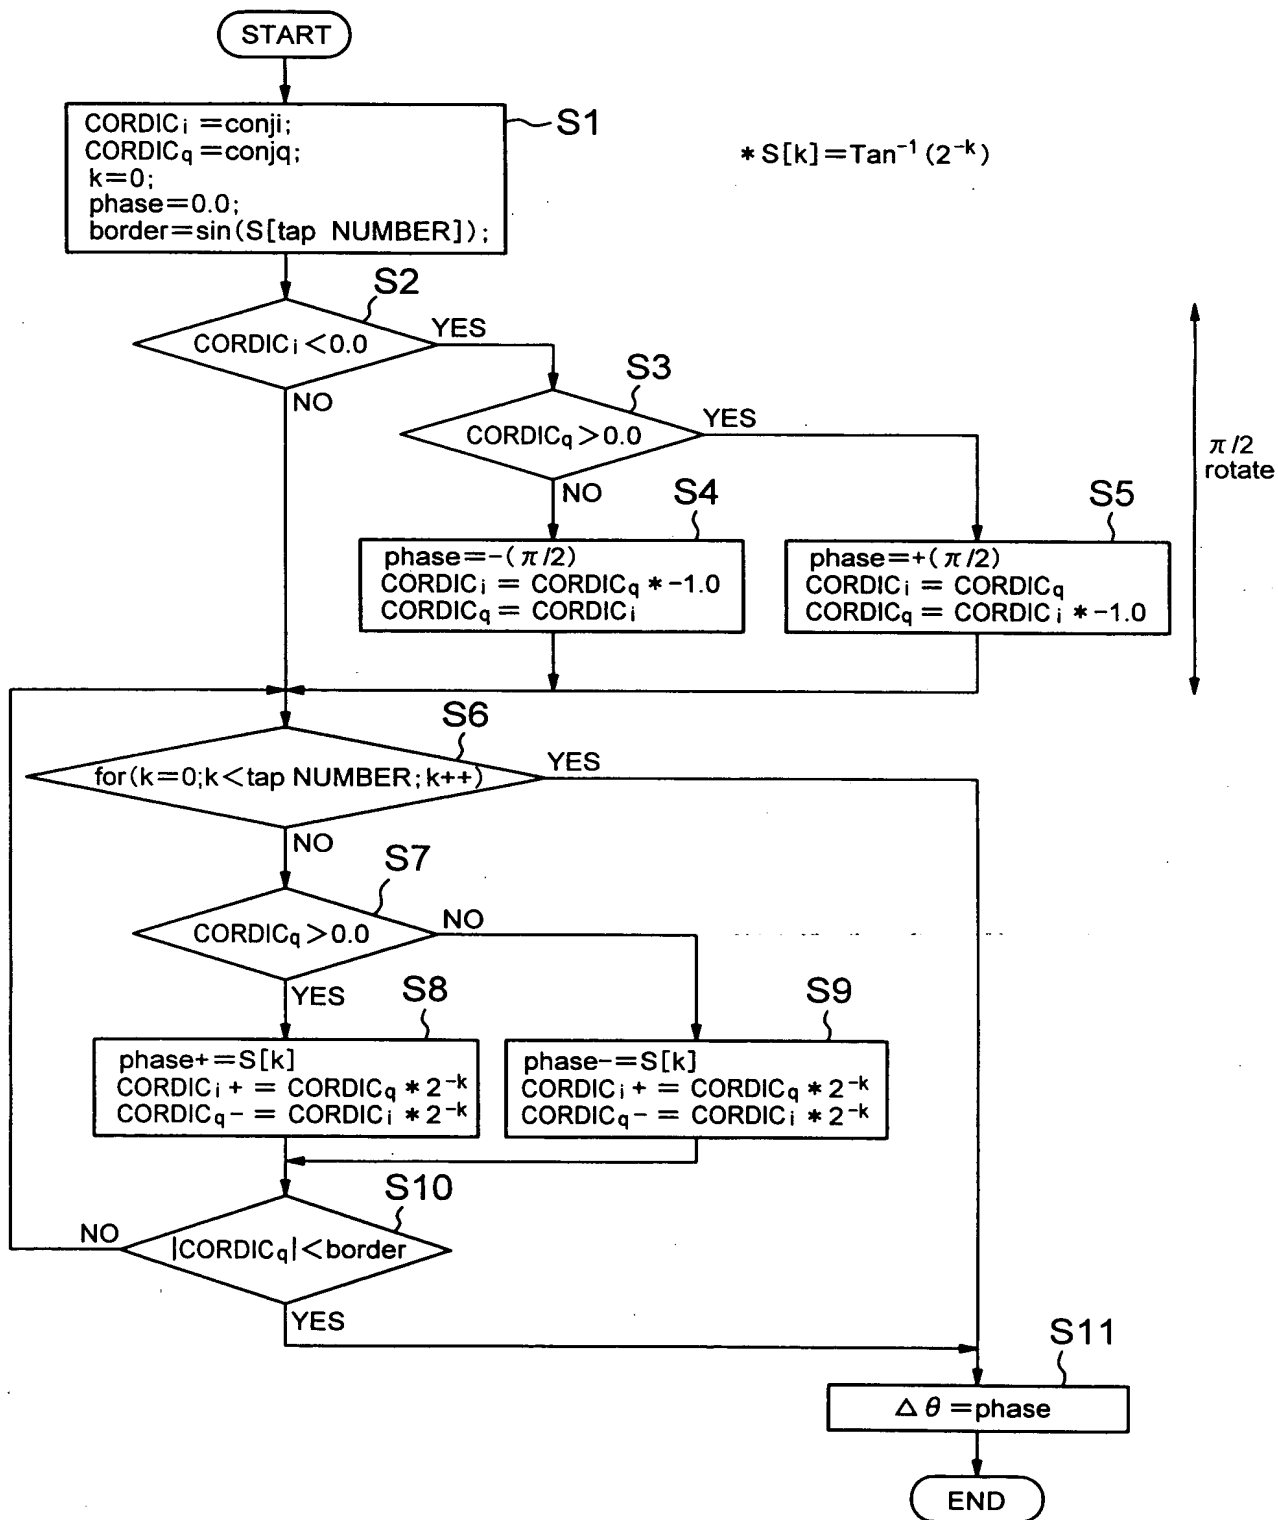 START
CORDICi=conji;
CORDICq=conjq;
k=0;
phase=0.0;
border=sin(S[tap NUMBER]);
S1
*S[k]=Tan⁻¹(2⁻ᵏ)
S2
CORDICi<0.0
YES
NO
S3
CORDICq>0.0
YES
NO
π/2
rotate
S4
phase=-(π/2)
CORDICi = CORDICq * -1.0
CORDICq = CORDICi
S5
phase=+(π/2)
CORDICi = CORDICq
CORDICq = CORDICi * -1.0
S6
for(k=0;k<tap NUMBER;k++)
YES
NO
S7
CORDICq>0.0
NO
YES
S8
phase+=S[k]
CORDICi+ = CORDICq * 2⁻ᵏ
CORDICq- = CORDICi * 2⁻ᵏ
S9
phase-=S[k]
CORDICi+ = CORDICq * 2⁻ᵏ
CORDICq- = CORDICi * 2⁻ᵏ
S10
|CORDICq|<border
NO
YES
S11
Δθ=phase
END